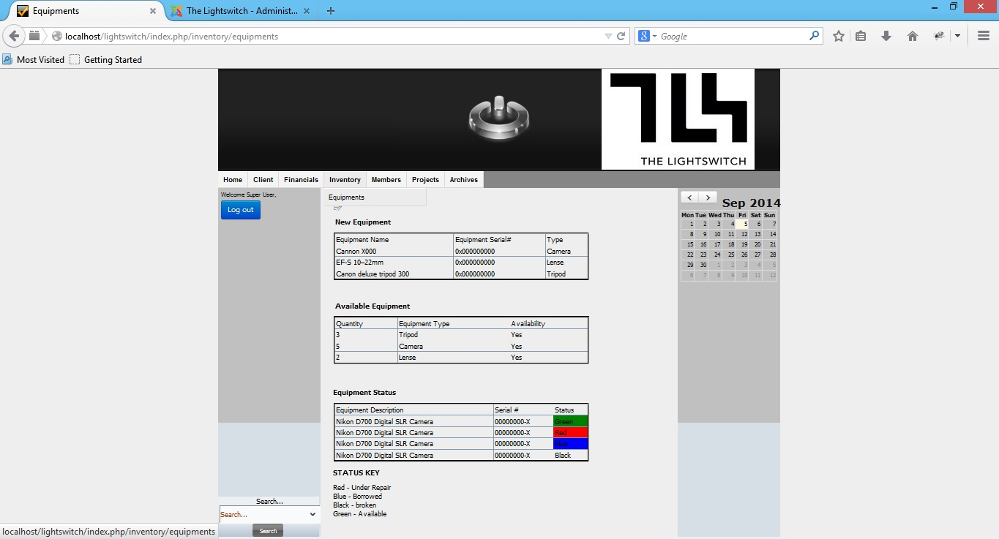 Equipments
The Lightswitch - Administ...
localhost/lightswitch/index.php/inventory/equipments
Google
Most Visited Getting Started
TLS
THE LIGHTSWITCH
Home Client Financials Inventory Members Projects Archives
Welcome Super User,
Log out
Equipments
New Equipment
Equipment Name Equipment Serial# Type
Cannon X000 0x000000000 Camera
EF-S 10–22mm 0x000000000 Lense
Canon deluxe tripod 300 0x000000000 Tripod
Available Equipment
Quantity Equipment Type Availability
3 Tripod Yes
5 Camera Yes
2 Lense Yes
Equipment Status
Equipment Description Serial # Status
Nikon D700 Digital SLR Camera 00000000-X Green
Nikon D700 Digital SLR Camera 00000000-X Red
Nikon D700 Digital SLR Camera 00000000-X Blue
Nikon D700 Digital SLR Camera 00000000-X Black
STATUS KEY
Red - Under Repair
Blue - Borrowed
Black - broken
Green - Available
< > Sep 2014
Mon Tue Wed Thu Fri Sat Sun
1 2 3 4 5 6 7
8 9 10 11 12 13 14
15 16 17 18 19 20 21
22 23 24 25 26 27 28
29 30 1 2 3 4 5
6 7 8 9 10 11 12
Search...
Search...
Search
localhost/lightswitch/index.php/inventory/equipments